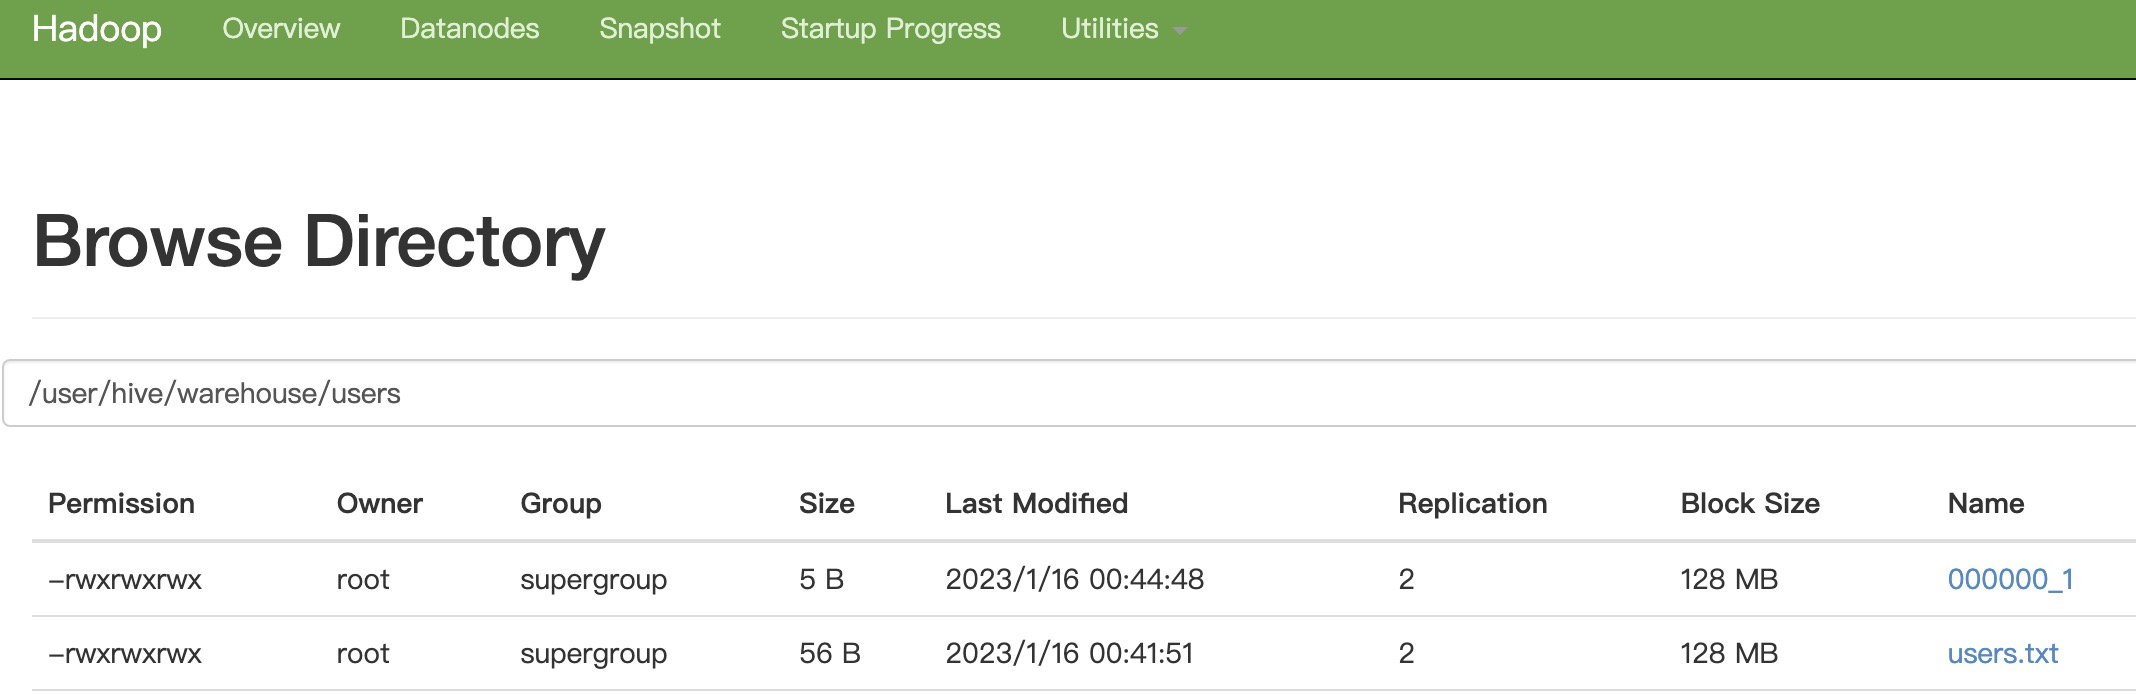 Hadoop Overview Datanodes Snapshot Startup Progress Utilities
Browse Directory
/user/hive/warehouse/users
Permission Owner Group Size Last Modified Replication Block Size Name
-rwxrwxrwx root supergroup 5 B 2023/1/16 00:44:48 2 128 MB 000000_1
-rwxrwxrwx root supergroup 56 B 2023/1/16 00:41:51 2 128 MB users.txt